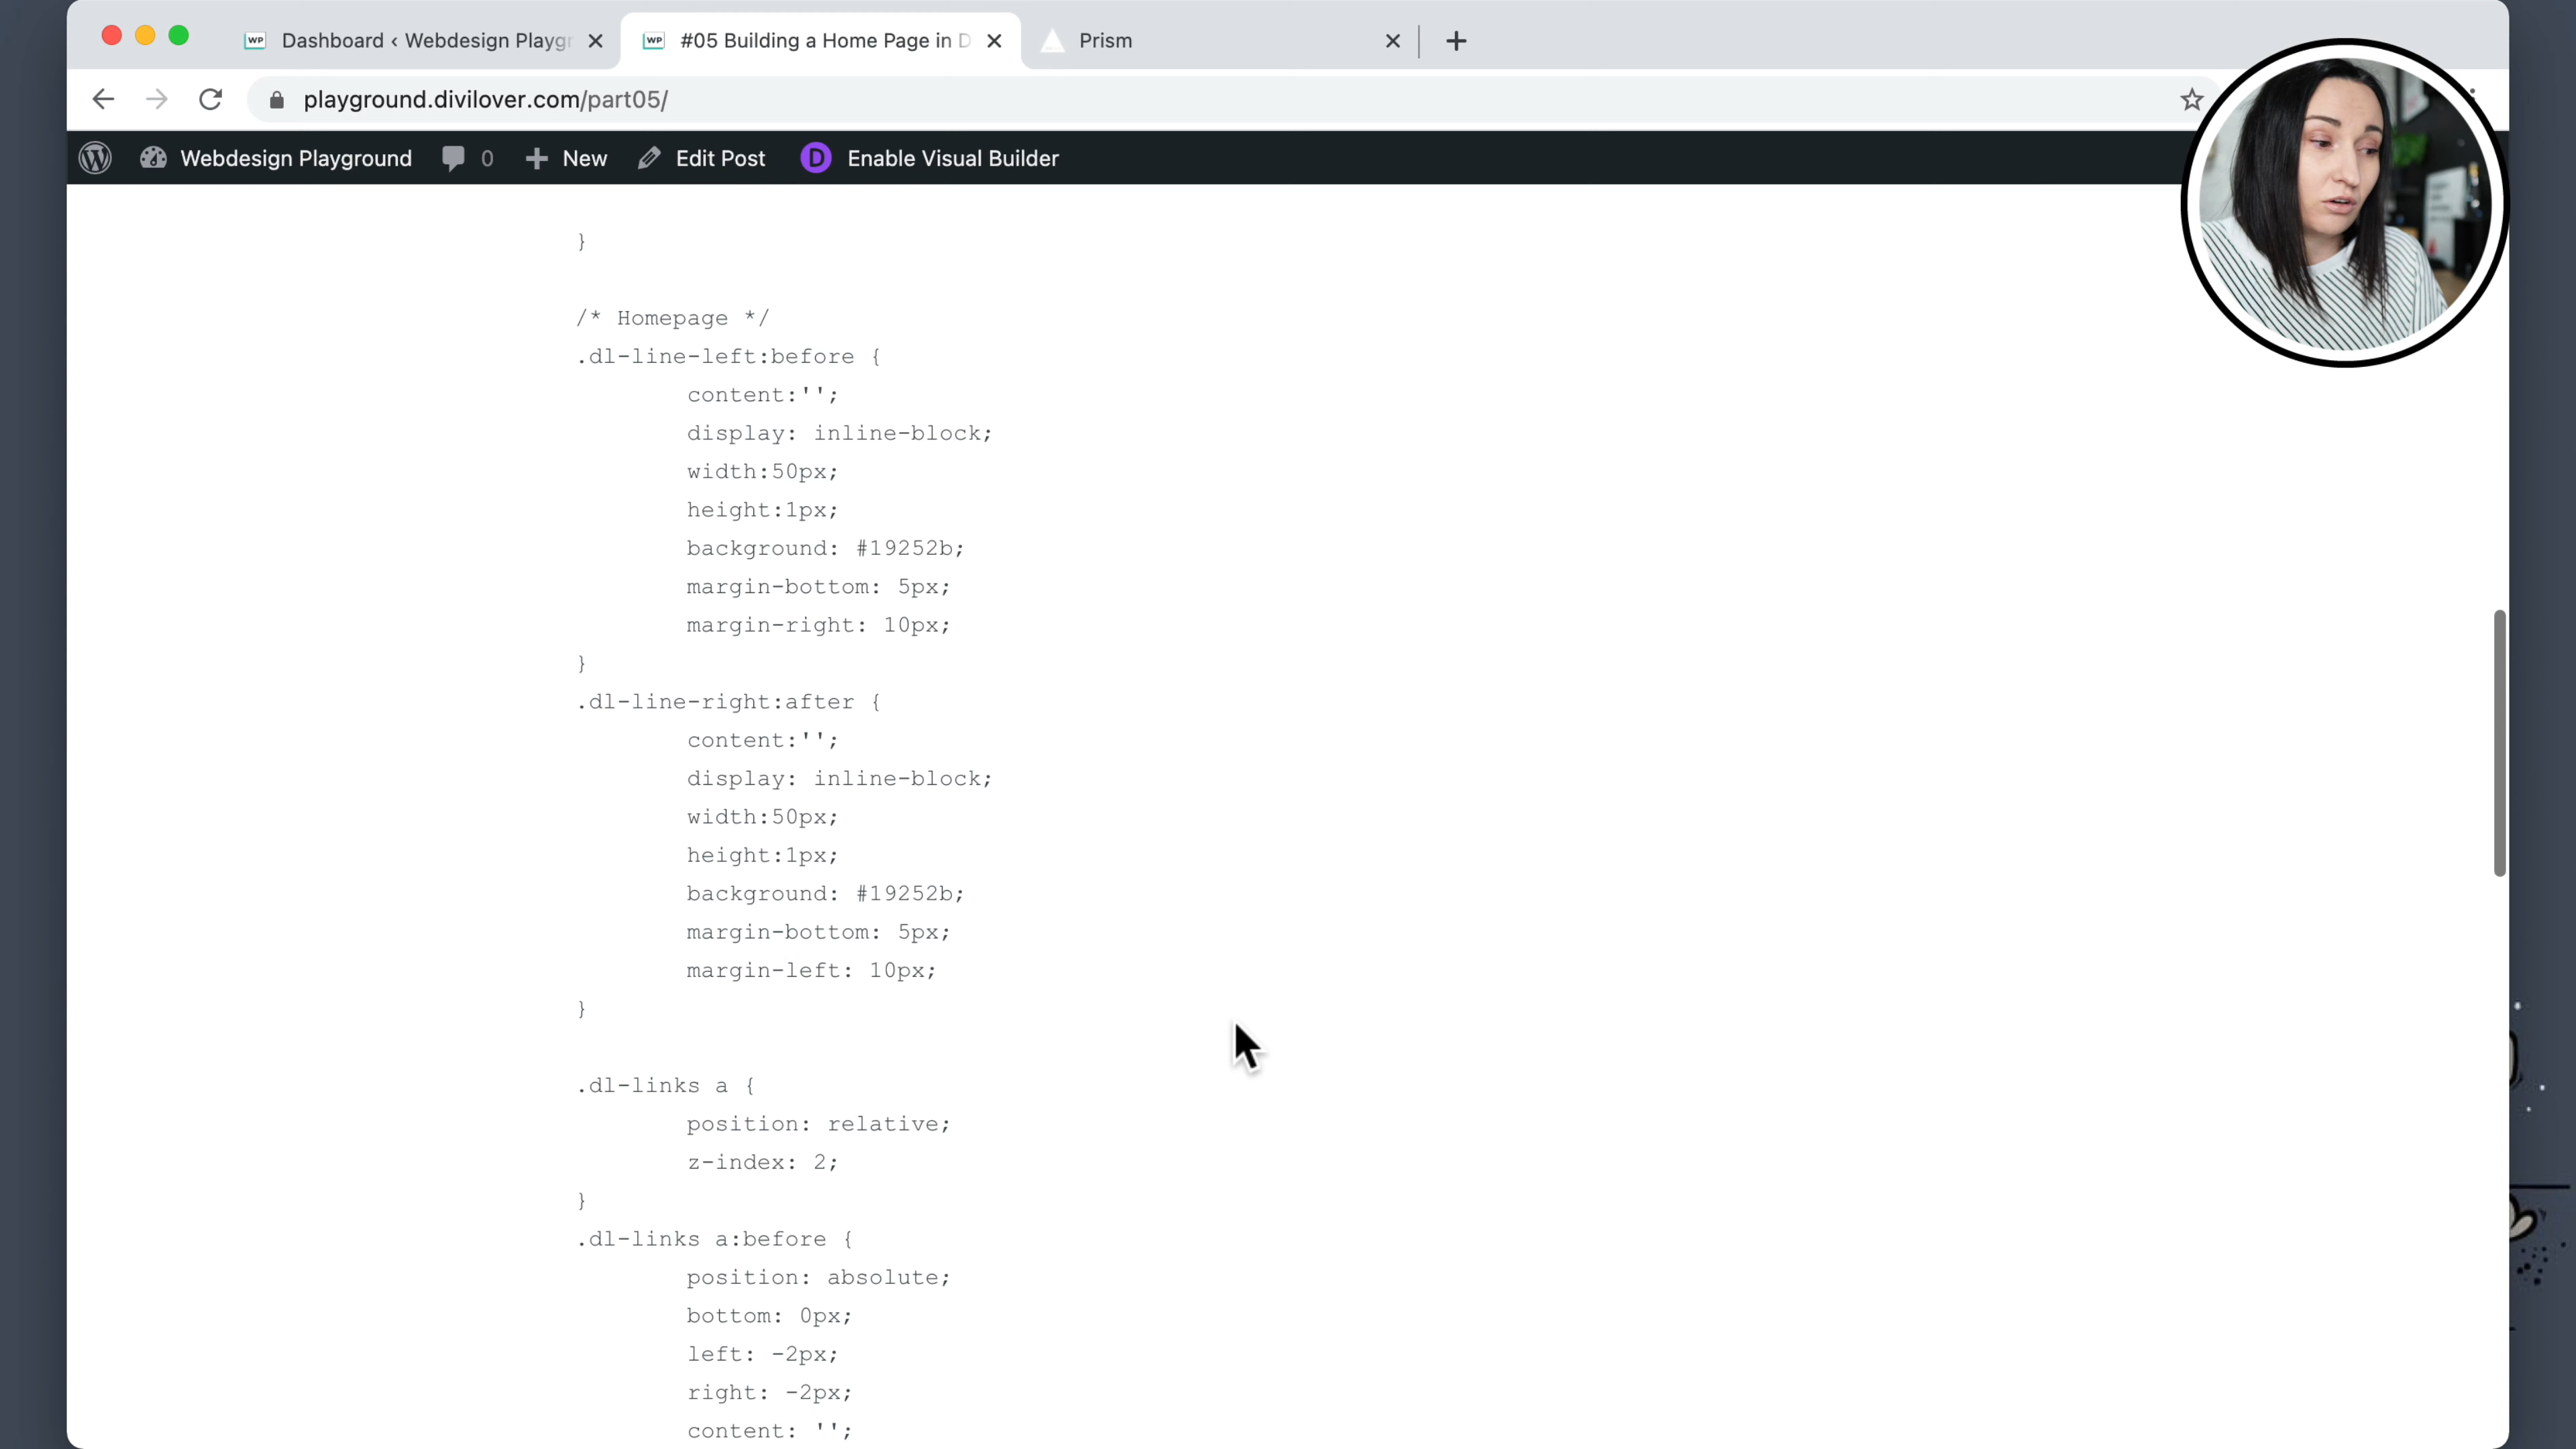 WP Dashboard ‹ Webdesign Playgr
WP #05 Building a Home Page in D
Prism
playground.divilover.com/part05/
Webdesign Playground 0 New Edit Post D Enable Visual Builder
}
/* Homepage */
.dl-line-left:before {
content:'';
display: inline-block;
width:50px;
height:1px;
background: #19252b;
margin-bottom: 5px;
margin-right: 10px;
}
.dl-line-right:after {
content:'';
display: inline-block;
width:50px;
height:1px;
background: #19252b;
margin-bottom: 5px;
margin-left: 10px;
}
.dl-links a {
position: relative;
z-index: 2;
}
.dl-links a:before {
position: absolute;
bottom: 0px;
left: -2px;
right: -2px;
content: '';